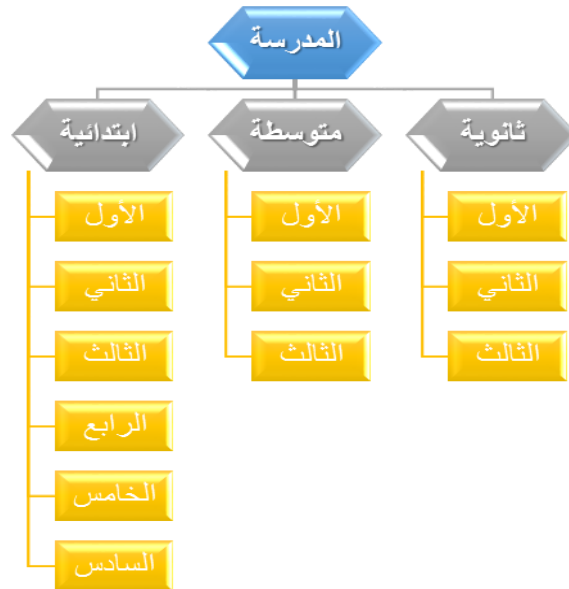 المدرسة
ثانوية
متوسطة
ابتدائية
الأول
الأول
الأول
الثاني
الثاني
الثاني
الثالث
الثالث
الثالث
الرابع
الخامس
السادس